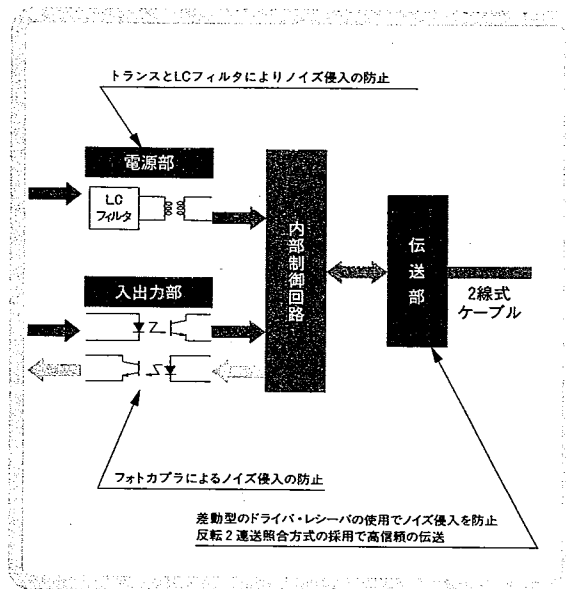 トランスとLCフィルタによりノイズ侵入の防止
電源部
LC
フィルタ
入出力部
内部制御回路
伝送部
2線式
ケーブル
フォトカプラによるノイズ侵入の防止
差動型のドライバ・レシーバの使用でノイズ侵入を防止
反転2連送照合方式の採用で高信頼の伝送